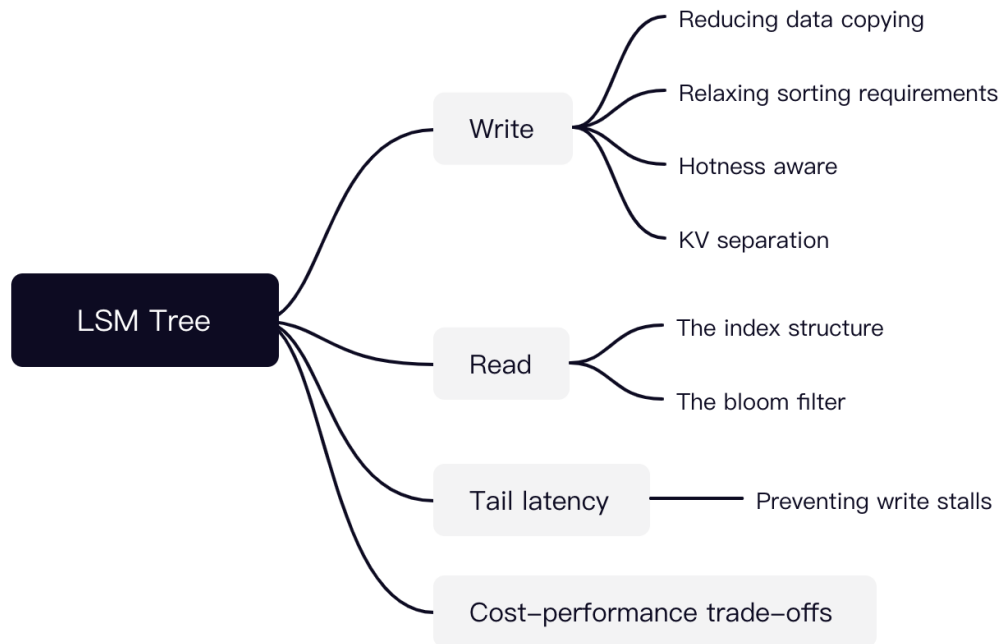 LSM Tree
Write
Reducing data copying
Relaxing sorting requirements
Hotness aware
KV separation
Read
The index structure
The bloom filter
Tail latency
Preventing write stalls
Cost-performance trade-offs